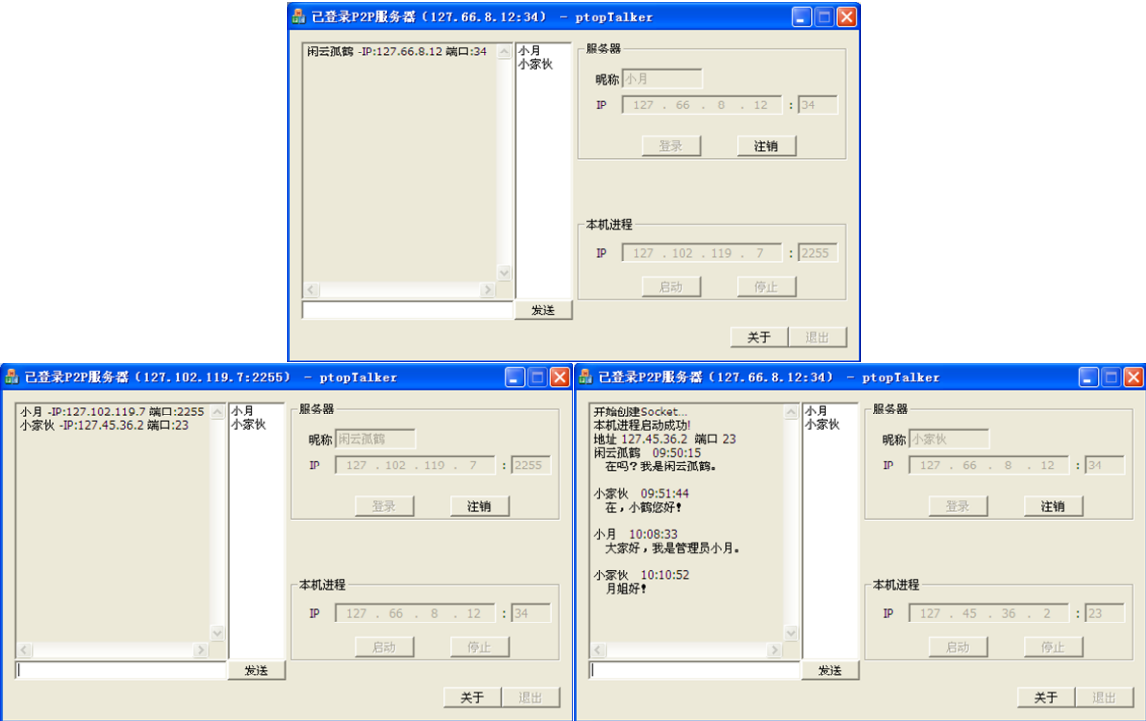 已登录P2P服务器（127.66.8.12:34） - ptopTalker
闲云孤鹤 -IP:127.66.8.12 端口:34
小月
小家伙
服务器
昵称 小月
IP 127 . 66 . 8 . 12 : 34
登录 注销
本机进程
IP 127 . 102 . 119 . 7 : 2255
启动 停止
发送
关于 退出
已登录P2P服务器（127.102.119.7:2255） - ptopTalker
小月 -IP:127.102.119.7 端口:2255
小家伙 -IP:127.45.36.2 端口:23
小月
小家伙
服务器
昵称 闲云孤鹤
IP 127 . 102 . 119 . 7 : 2255
登录 注销
本机进程
IP 127 . 66 . 8 . 12 : 34
启动 停止
发送
关于 退出
已登录P2P服务器（127.66.8.12:34） - ptopTalker
开始创建Socket...
本机进程启动成功!
地址 127.45.36.2 端口 23
闲云孤鹤 09:50:15
在吗？我是闲云孤鹤。
小家伙 09:51:44
在，小鹤您好！
小月 10:08:33
大家好，我是管理员小月。
小家伙 10:10:52
月姐好！
小月
小家伙
服务器
昵称 小家伙
IP 127 . 66 . 8 . 12 : 34
登录 注销
本机进程
IP 127 . 45 . 36 . 2 : 23
启动 停止
发送
关于 退出